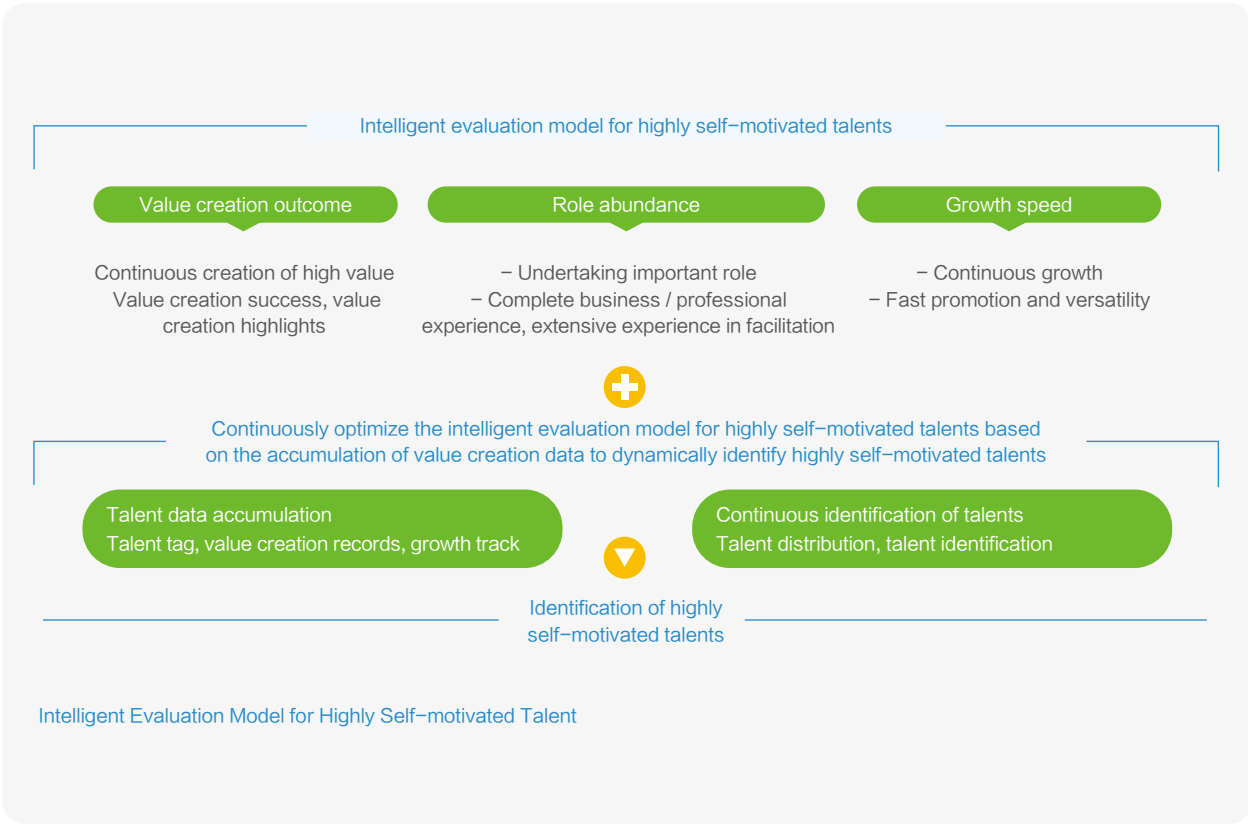 Intelligent evaluation model for highly self-motivated talents
Value creation outcome
Role abundance
Growth speed
Continuous creation of high value
Value creation success, value
creation highlights
- Undertaking important role
- Complete business / professional
experience, extensive experience in facilitation
- Continuous growth
- Fast promotion and versatility
Continuously optimize the intelligent evaluation model for highly self-motivated talents based
on the accumulation of value creation data to dynamically identify highly self-motivated talents
Talent data accumulation
Talent tag, value creation records, growth track
Continuous identification of talents
Talent distribution, talent identification
Identification of highly
self-motivated talents
Intelligent Evaluation Model for Highly Self-motivated Talent